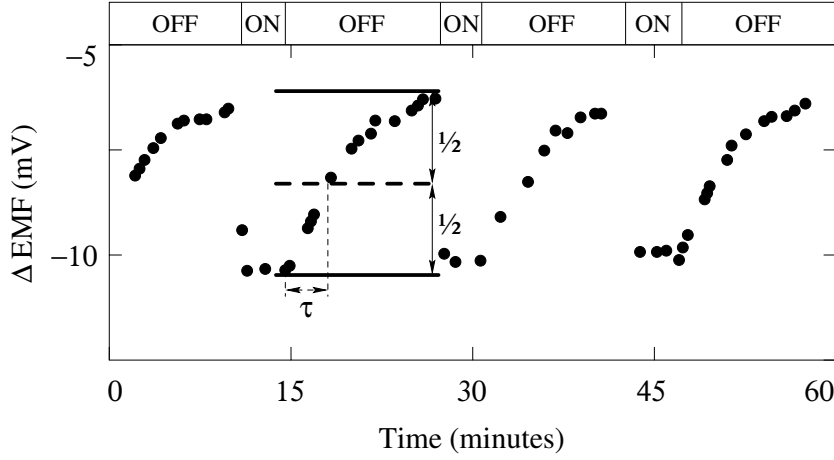 OFF ON OFF ON OFF ON OFF
−5
½
½
−10
τ
0 15 30 45 60
Δ EMF (mV)
Time (minutes)